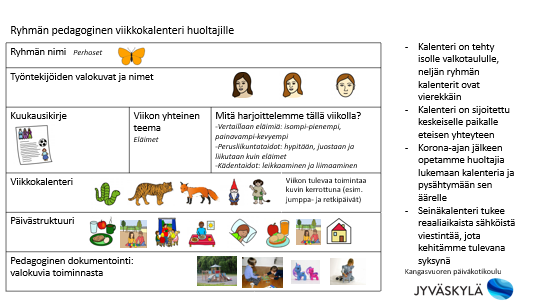 Ryhmän pedagoginen viikkokalenteri huoltajille
Ryhmän nimi Perhoset
Työntekijöiden valokuvat ja nimet
Kuukausikirje
Viikon yhteinen
teema
Eläimet
Mitä harjoittelemme tällä viikolla?
-Vertaillaan eläimiä: isompi-pienempi,
painavampi-kevyempi
-Perusliikuntataidot: hypitään, juostaan ja
liikutaan kuin eläimet
-Kädentaidot: leikkaaminen ja liimaaminen
Viikkokalenteri
Viikon tulevaa toimintaa
kuvin kerrottuna (esim.
jumppa- ja retkipäivät)
Päivästruktuuri
Pedagoginen dokumentointi:
valokuvia toiminnasta
- Kalenteri on tehty
isolle valkotaululle,
neljän ryhmän
kalenterit ovat
vierekkäin
- Kalenteri on sijoitettu
keskeiselle paikalle
eteisen yhteyteen
- Korona-ajan jälkeen
opetamme huoltajia
lukemaan kalenteria ja
pysähtymään sen
äärelle
- Seinäkalenteri tukee
reaaliaikaista sähköistä
viestintää, jota
kehitämme tulevana
syksynä
Kangasvuoren päiväkotikoulu
JYVÄSKYLÄ